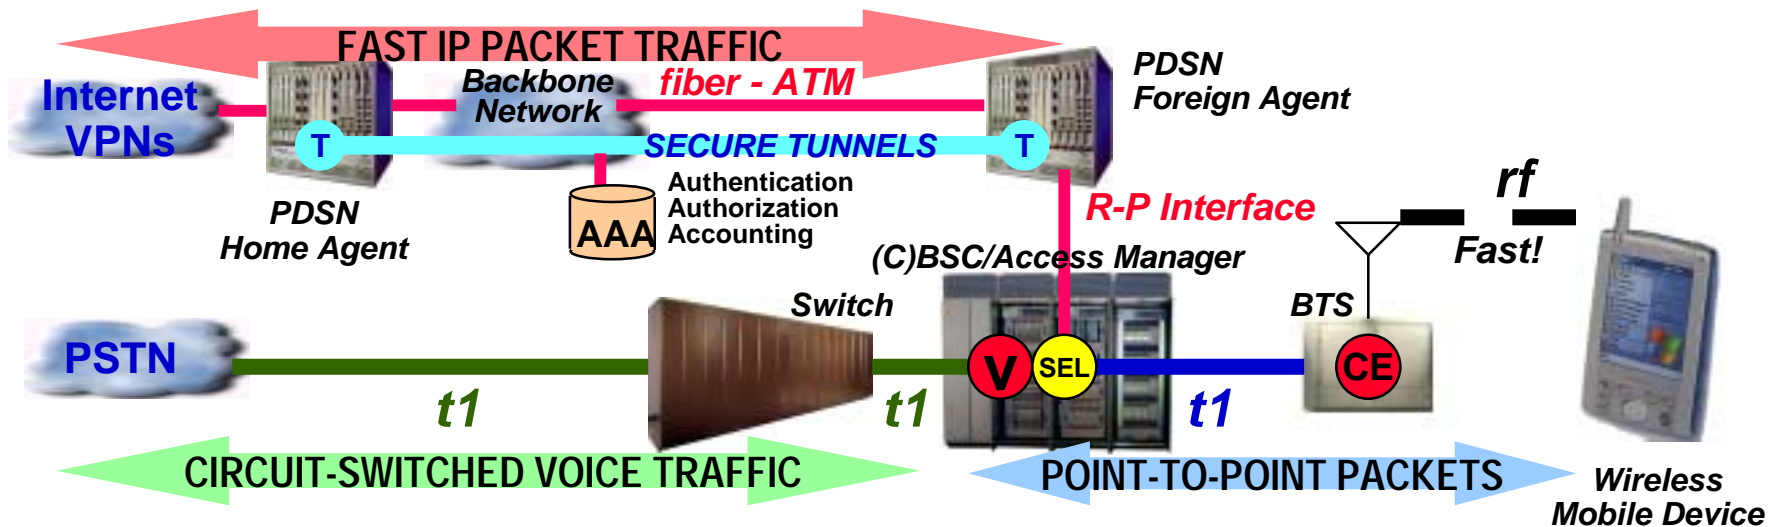 FAST IP PACKET TRAFFIC
Internet
VPNs
Backbone
Network
fiber - ATM
PDSN
Foreign Agent
T
SECURE TUNNELS
T
Authentication
Authorization
Accounting
AAA
PDSN
Home Agent
R-P Interface
rf
Fast!
(C)BSC/Access Manager
Switch
BTS
PSTN
v
SEL
CE
t1
t1
t1
CIRCUIT-SWITCHED VOICE TRAFFIC
POINT-TO-POINT PACKETS
Wireless
Mobile Device